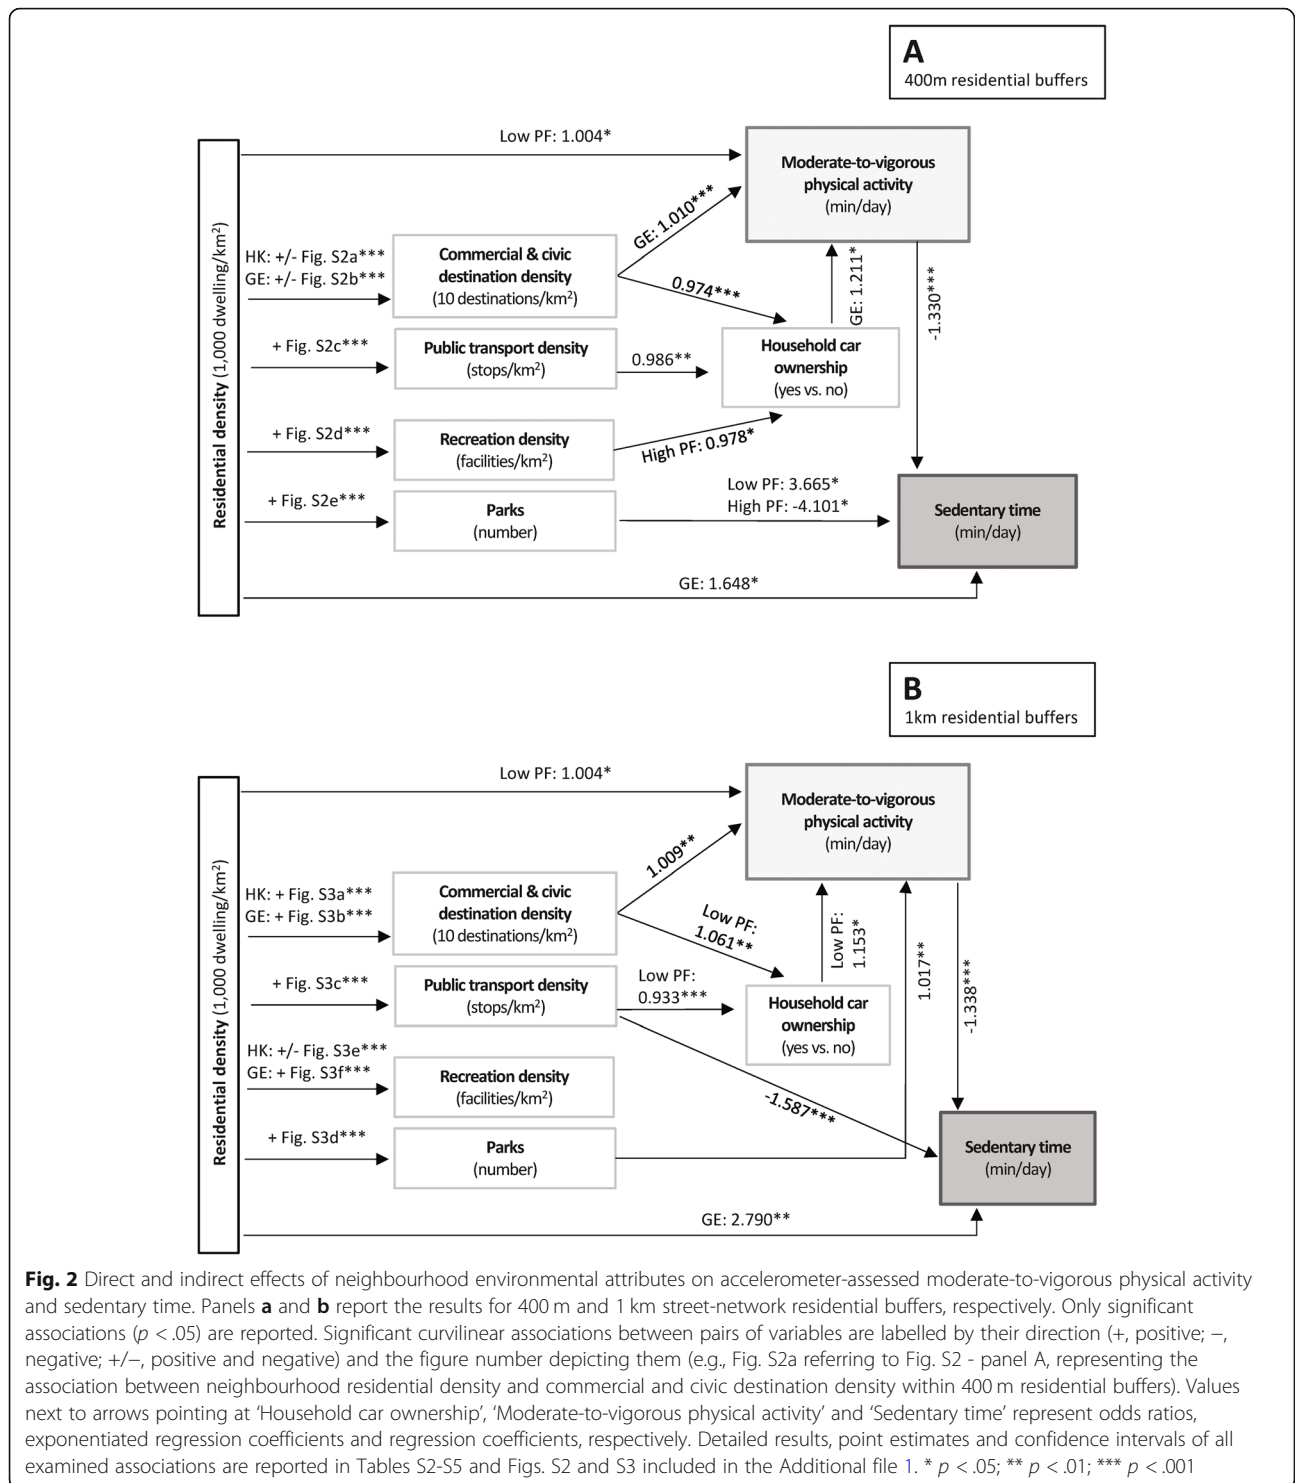 A
400m residential buffers
Low PF: 1.004*
Moderate-to-vigorous
physical activity
(min/day)
Residential density (1,000 dwelling/km²)
HK: +/- Fig. S2a***
GE: +/- Fig. S2b***
Commercial & civic
destination density
(10 destinations/km²)
GE: 1.010***
0.974***
GE: 1.211*
-1.330***
+ Fig. S2c***
Public transport density
(stops/km²)
0.986**
Household car
ownership
(yes vs. no)
+ Fig. S2d***
Recreation density
(facilities/km²)
High PF: 0.978*
+ Fig. S2e***
Parks
(number)
Low PF: 3.665*
High PF: -4.101*
Sedentary time
(min/day)
GE: 1.648*
B
1km residential buffers
Low PF: 1.004*
Moderate-to-vigorous
physical activity
(min/day)
Residential density (1,000 dwelling/km²)
HK: + Fig. S3a***
GE: + Fig. S3b***
Commercial & civic
destination density
(10 destinations/km²)
1.009**
Low PF:
1.061**
Low PF:
1.153*
1.017**
-1.338***
+ Fig. S3c***
Public transport density
(stops/km²)
Low PF:
0.933***
Household car
ownership
(yes vs. no)
HK: +/- Fig. S3e***
GE: + Fig. S3f***
Recreation density
(facilities/km²)
-1.587***
+ Fig. S3d***
Parks
(number)
Sedentary time
(min/day)
GE: 2.790**
Fig. 2 Direct and indirect effects of neighbourhood environmental attributes on accelerometer-assessed moderate-to-vigorous physical activity
and sedentary time. Panels a and b report the results for 400 m and 1 km street-network residential buffers, respectively. Only significant
associations (p < .05) are reported. Significant curvilinear associations between pairs of variables are labelled by their direction (+, positive; −,
negative; +/−, positive and negative) and the figure number depicting them (e.g., Fig. S2a referring to Fig. S2 - panel A, representing the
association between neighbourhood residential density and commercial and civic destination density within 400 m residential buffers). Values
next to arrows pointing at ‘Household car ownership’, ‘Moderate-to-vigorous physical activity’ and ‘Sedentary time’ represent odds ratios,
exponentiated regression coefficients and regression coefficients, respectively. Detailed results, point estimates and confidence intervals of all
examined associations are reported in Tables S2-S5 and Figs. S2 and S3 included in the Additional file 1. * p < .05; ** p < .01; *** p < .001